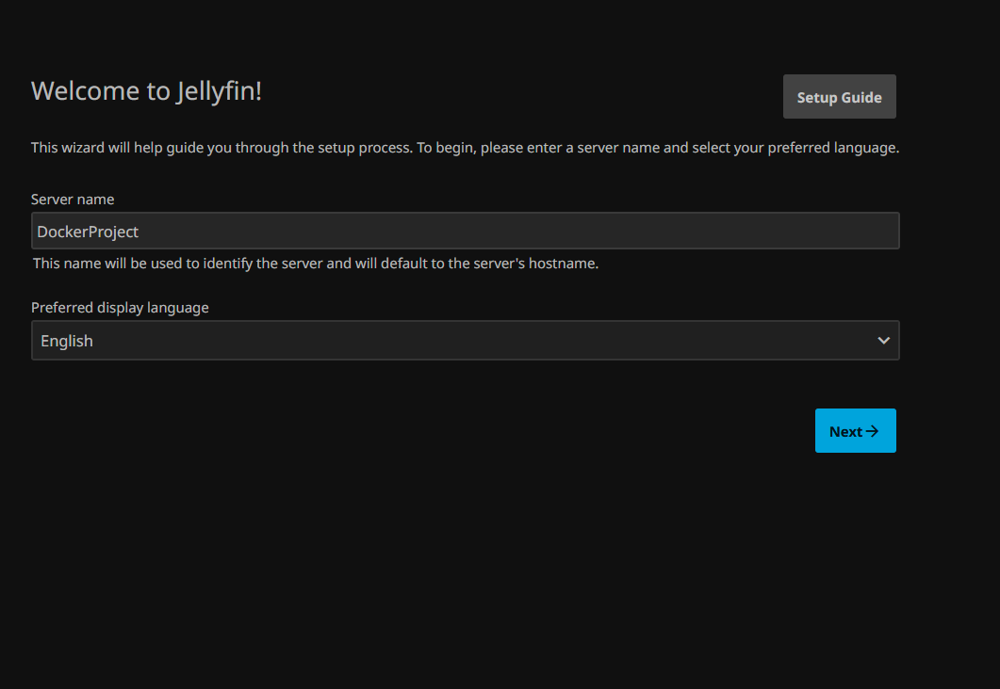 Welcome to Jellyfin!
Setup Guide
This wizard will help guide you through the setup process. To begin, please enter a server name and select your preferred language.
Server name
DockerProject
This name will be used to identify the server and will default to the server's hostname.
Preferred display language
English
Next